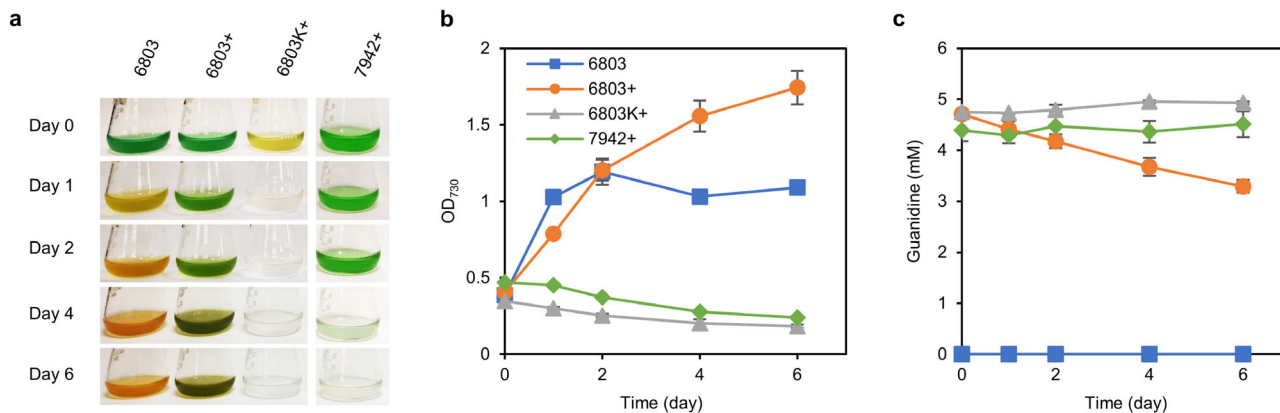 a
6803
6803+
6803K+
7942+
Day 0
Day 1
Day 2
Day 4
Day 6
b
2
1.5
1
0.5
0
OD730
6803
6803+
6803K+
7942+
0 2 4 6
Time (day)
c
6
5
4
3
2
1
0
Guanidine (mM)
0 2 4 6
Time (day)